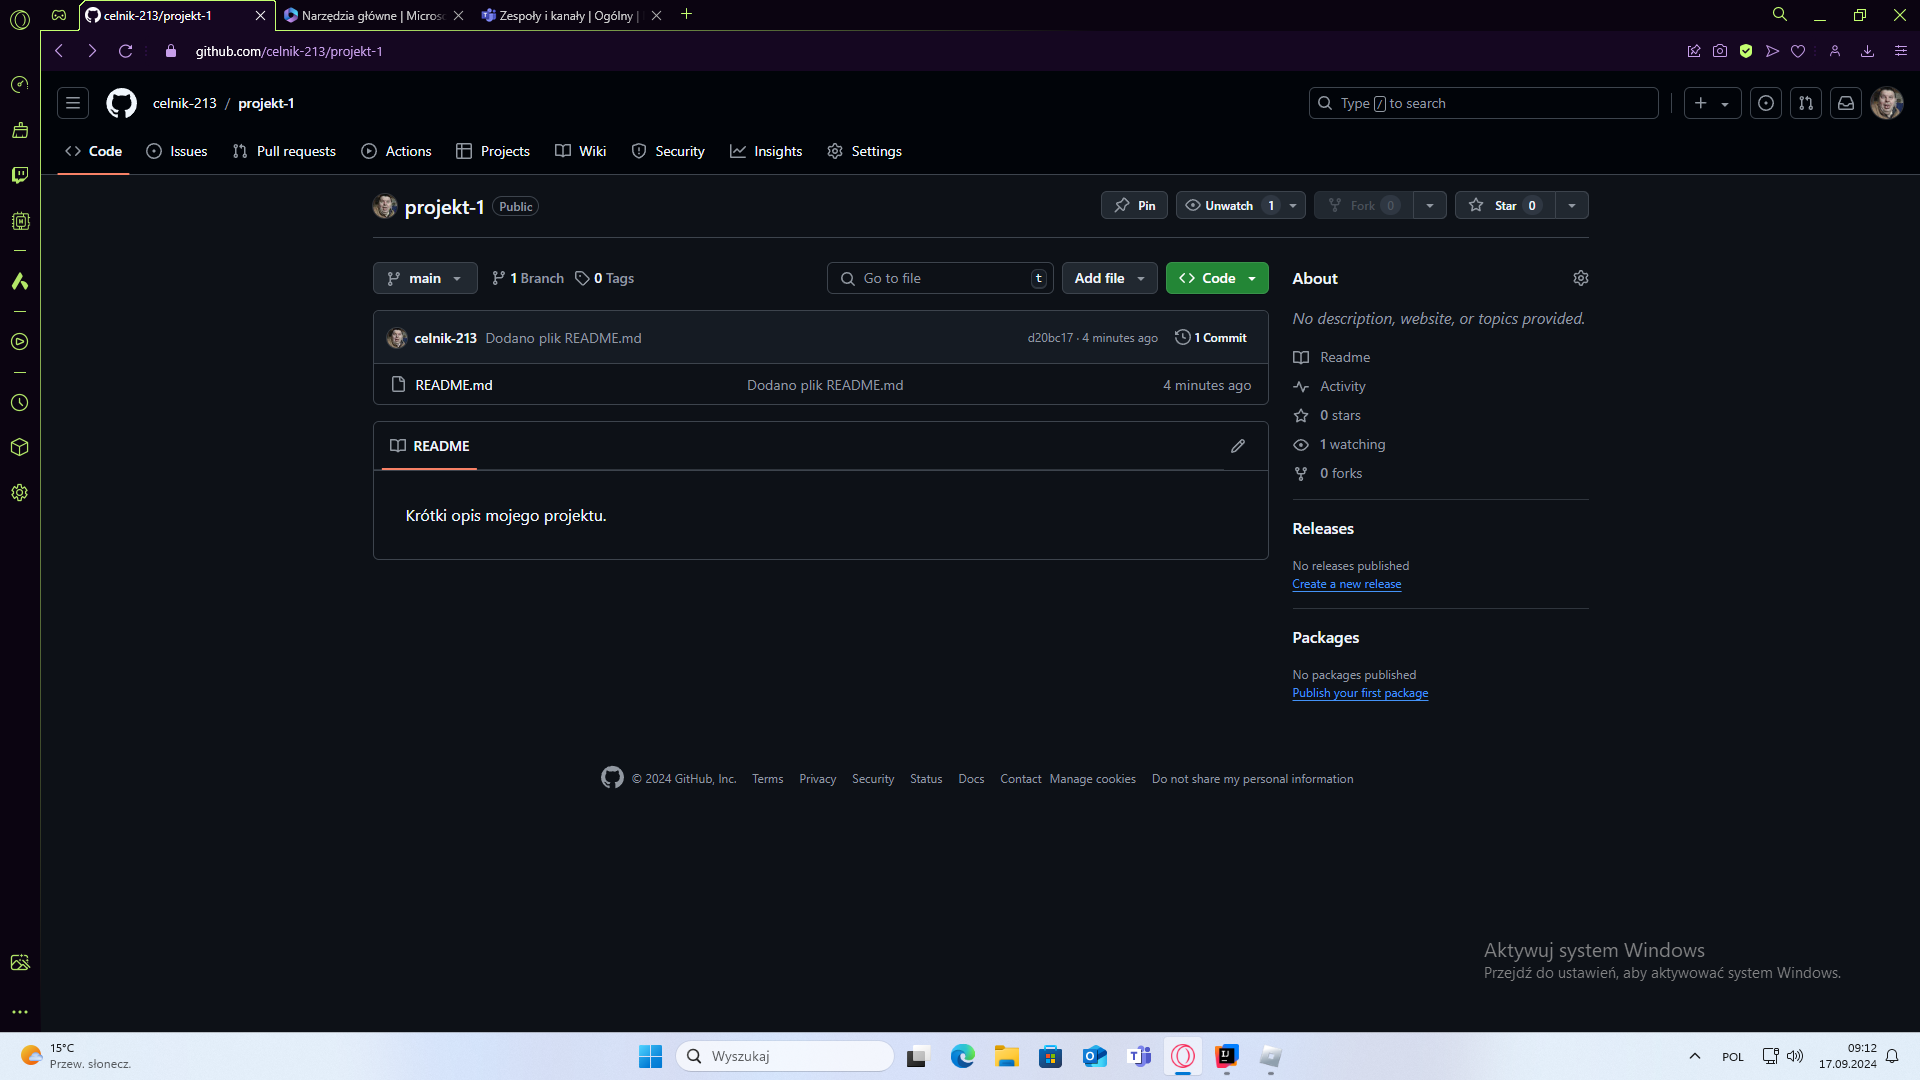 celnik-213/projekt-1
Narzędzia główne | Micros
Zespoły i kanały | Ogólny |
github.com/celnik-213/projekt-1
celnik-213 / projekt-1
Type / to search
Code
Issues
Pull requests
Actions
Projects
Wiki
Security
Insights
Settings
projekt-1 Public
Pin
Unwatch 1
Fork 0
Star 0
main
1 Branch
0 Tags
Go to file t
Add file
Code
celnik-213 Dodano plik README.md
d20bc17 · 4 minutes ago
1 Commit
README.md
Dodano plik README.md
4 minutes ago
README
Krótki opis mojego projektu.
About
No description, website, or topics provided.
Readme
Activity
0 stars
1 watching
0 forks
Releases
No releases published
Create a new release
Packages
No packages published
Publish your first package
© 2024 GitHub, Inc.
Terms
Privacy
Security
Status
Docs
Contact
Manage cookies
Do not share my personal information
Aktywuj system Windows
Przejdź do ustawień, aby aktywować system Windows.
15°C
Przew. słonecz.
Wyszukaj
POL
09:12
17.09.2024